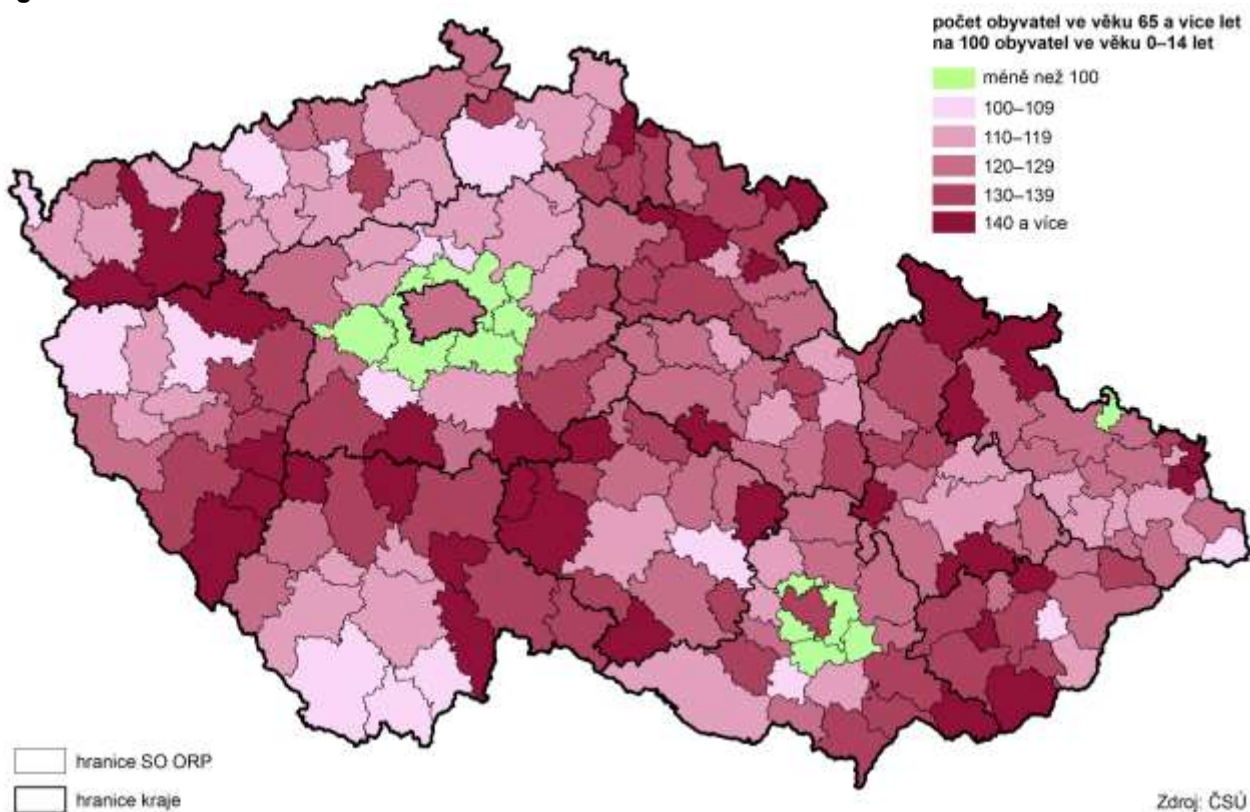 počet obyvatel ve věku 65 a více let
na 100 obyvatel ve věku 0–14 let
méně než 100
100–109
110–119
120–129
130–139
140 a více
hranice SO ORP
hranice kraje
Zdroj: ČSÚ